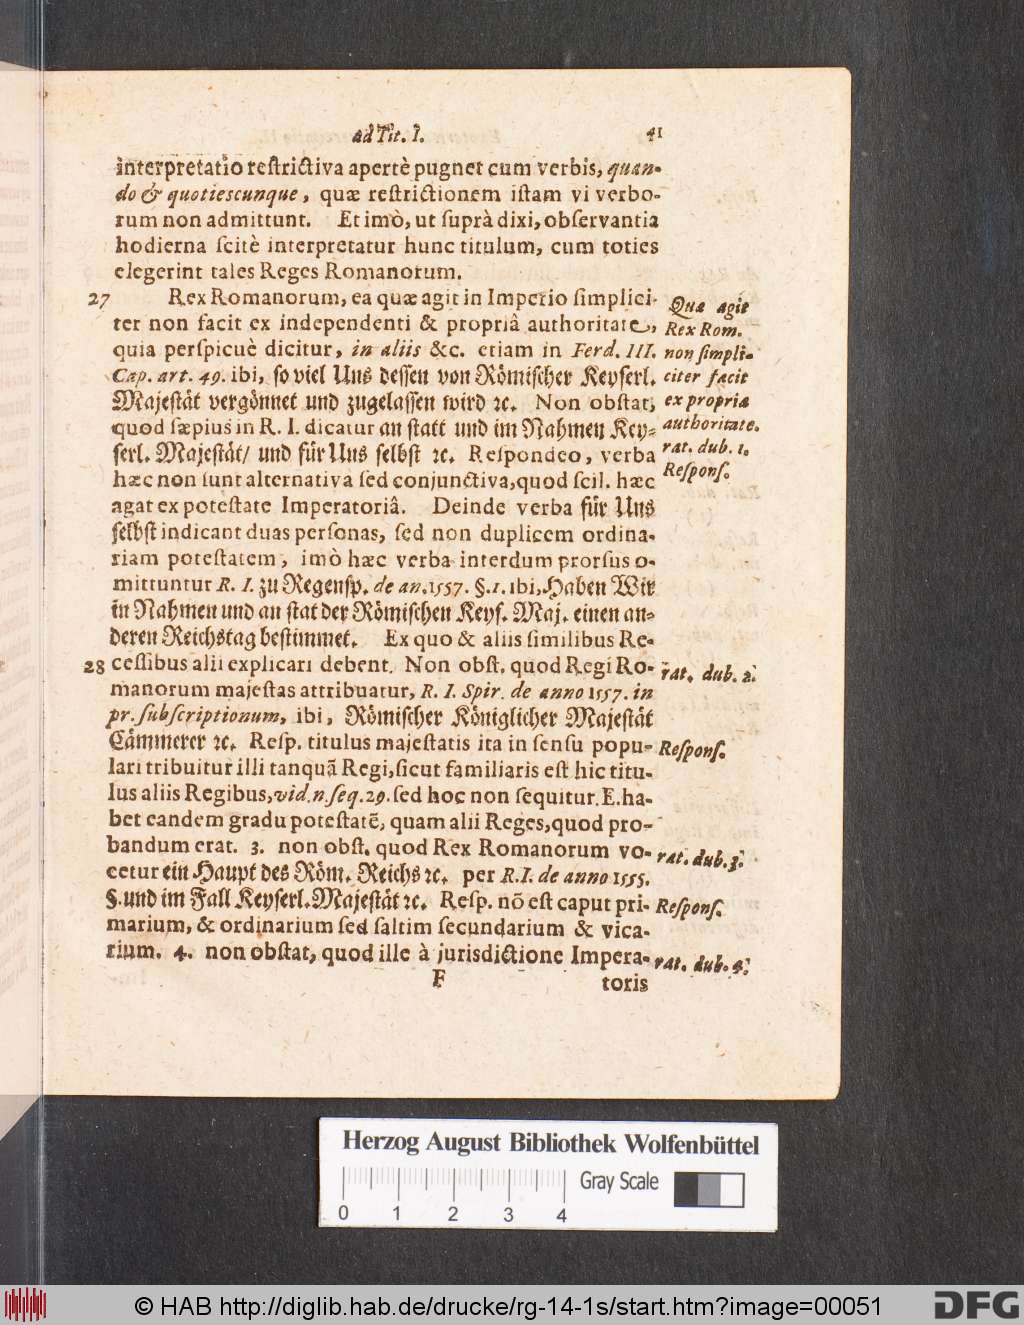 ad Tit. I. 41
interpretatio reſtrictiva apertè pugnet cum verbis, quan-
do & quotiescunque, quæ reſtrictionem iſtam vi verbo-
rum non admittunt. Et imò, ut ſuprà dixi, obſervantia
hodierna ſcitè interpretatur hunc titulum, cum toties
elegerint tales Reges Romanorum.
27 Rex Romanorum, ea quæ agit in Imperio ſimplici-
ter non facit ex independenti & propriâ authoritate,
quia perſpicuè dicitur, in aliis &c. etiam in Ferd. III.
Cap. art. 49. ibi, ſo viel Uns deſſen von Römiſcher Keyſerl.
Majeſtät vergönnet und zugelaſſen wird ꝛc. Non obſtat,
quod ſæpius in R. I. dicatur an ſtatt und im Nahmen Key-
ſerl. Majeſtät/ und für Uns ſelbſt ꝛc. Reſpondeo, verba
hæc non ſunt alternativa ſed conjunctiva, quod ſcil. hæc
agat ex poteſtate Imperatoriâ. Deinde verba für Uns
ſelbſt indicant duas perſonas, ſed non duplicem ordina-
riam poteſtatem, imò hæc verba interdum prorſus o-
mittuntur R. I. zu Regenſp. de an. 1557. §. 1. ibi, Haben Wir
in Nahmen und an ſtat der Römiſchen Keyſ. Maj. einen an-
deren Reichstag beſtimmet. Ex quo & aliis ſimilibus Re-
28 ceſſibus alii explicari debent. Non obſt. quod Regi Ro-
manorum majeſtas attribuatur, R. I. Spir. de anno 1557. in
pr. ſubſcriptionum, ibi, Römiſcher Königlicher Majeſtät
Cämmerer ꝛc. Reſp. titulus majeſtatis ita in ſenſu popu-
lari tribuitur illi tanquã Regi, ſicut familiaris eſt hic titu-
lus aliis Regibus, vid. n. ſeq. 29. ſed hoc non ſequitur. E. ha-
bet eandem gradu poteſtatẽ, quam alii Reges, quod pro-
bandum erat. 3. non obſt. quod Rex Romanorum vo-
cetur ein Haupt des Röm. Reichs ꝛc. per R. I. de anno 1555.
§. und im Fall Keyſerl. Majeſtät ꝛc. Reſp. nõ eſt caput pri-
marium, & ordinarium ſed ſaltim ſecundarium & vica-
rium. 4. non obſtat, quod ille à jurisdictione Impera-
F toris
Quæ agit
Rex Rom.
non ſimpli-
citer facit
ex propria
authoritate.
rat. dub. 1.
Reſponſ.
rat. dub. 2.
Reſponſ.
rat. dub. 3.
Reſponſ.
rat. dub. 4.
Herzog August Bibliothek Wolfenbüttel
Gray Scale
0 1 2 3 4
© HAB http://diglib.hab.de/drucke/rg-14-1s/start.htm?image=00051
DFG